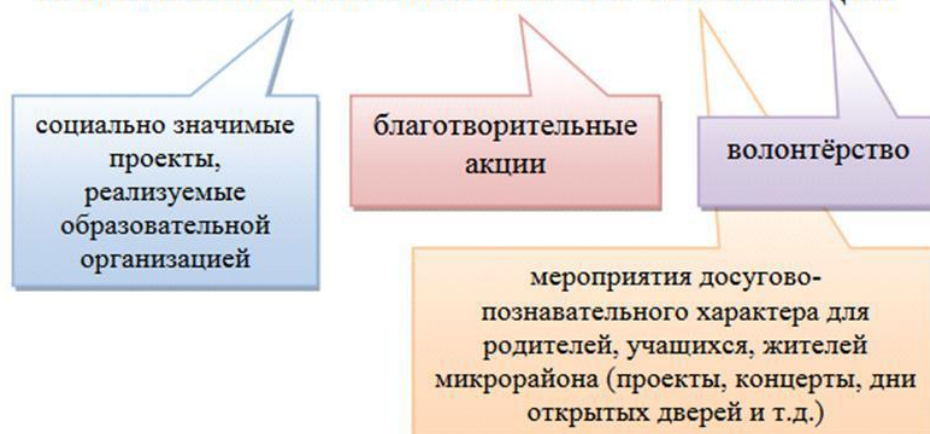 социально значимые
проекты,
реализуемые
образовательной
организацией
благотворительные
акции
волонтёрство
мероприятия досугово-
познавательного характера для
родителей, учащихся, жителей
микрорайона (проекты, концерты, дни
открытых дверей и т.д.)